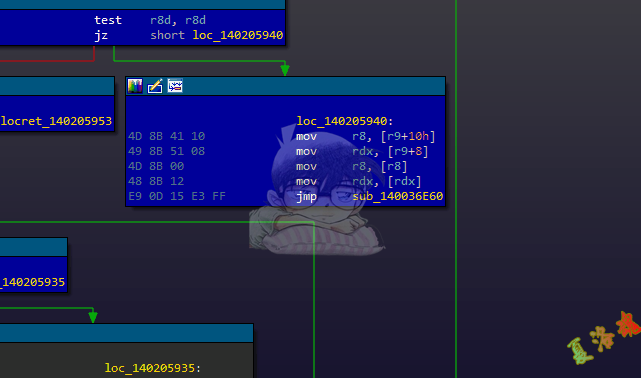 test r8d, r8d
jz short loc_140205940
locret_140205953
loc_140205940:
4D 8B 41 10 mov r8, [r9+10h]
49 8B 51 08 mov rdx, [r9+8]
4D 8B 00 mov r8, [r8]
48 8B 12 mov rdx, [rdx]
E9 0D 15 E3 FF jmp sub_140036E60
_140205935
loc_140205935: